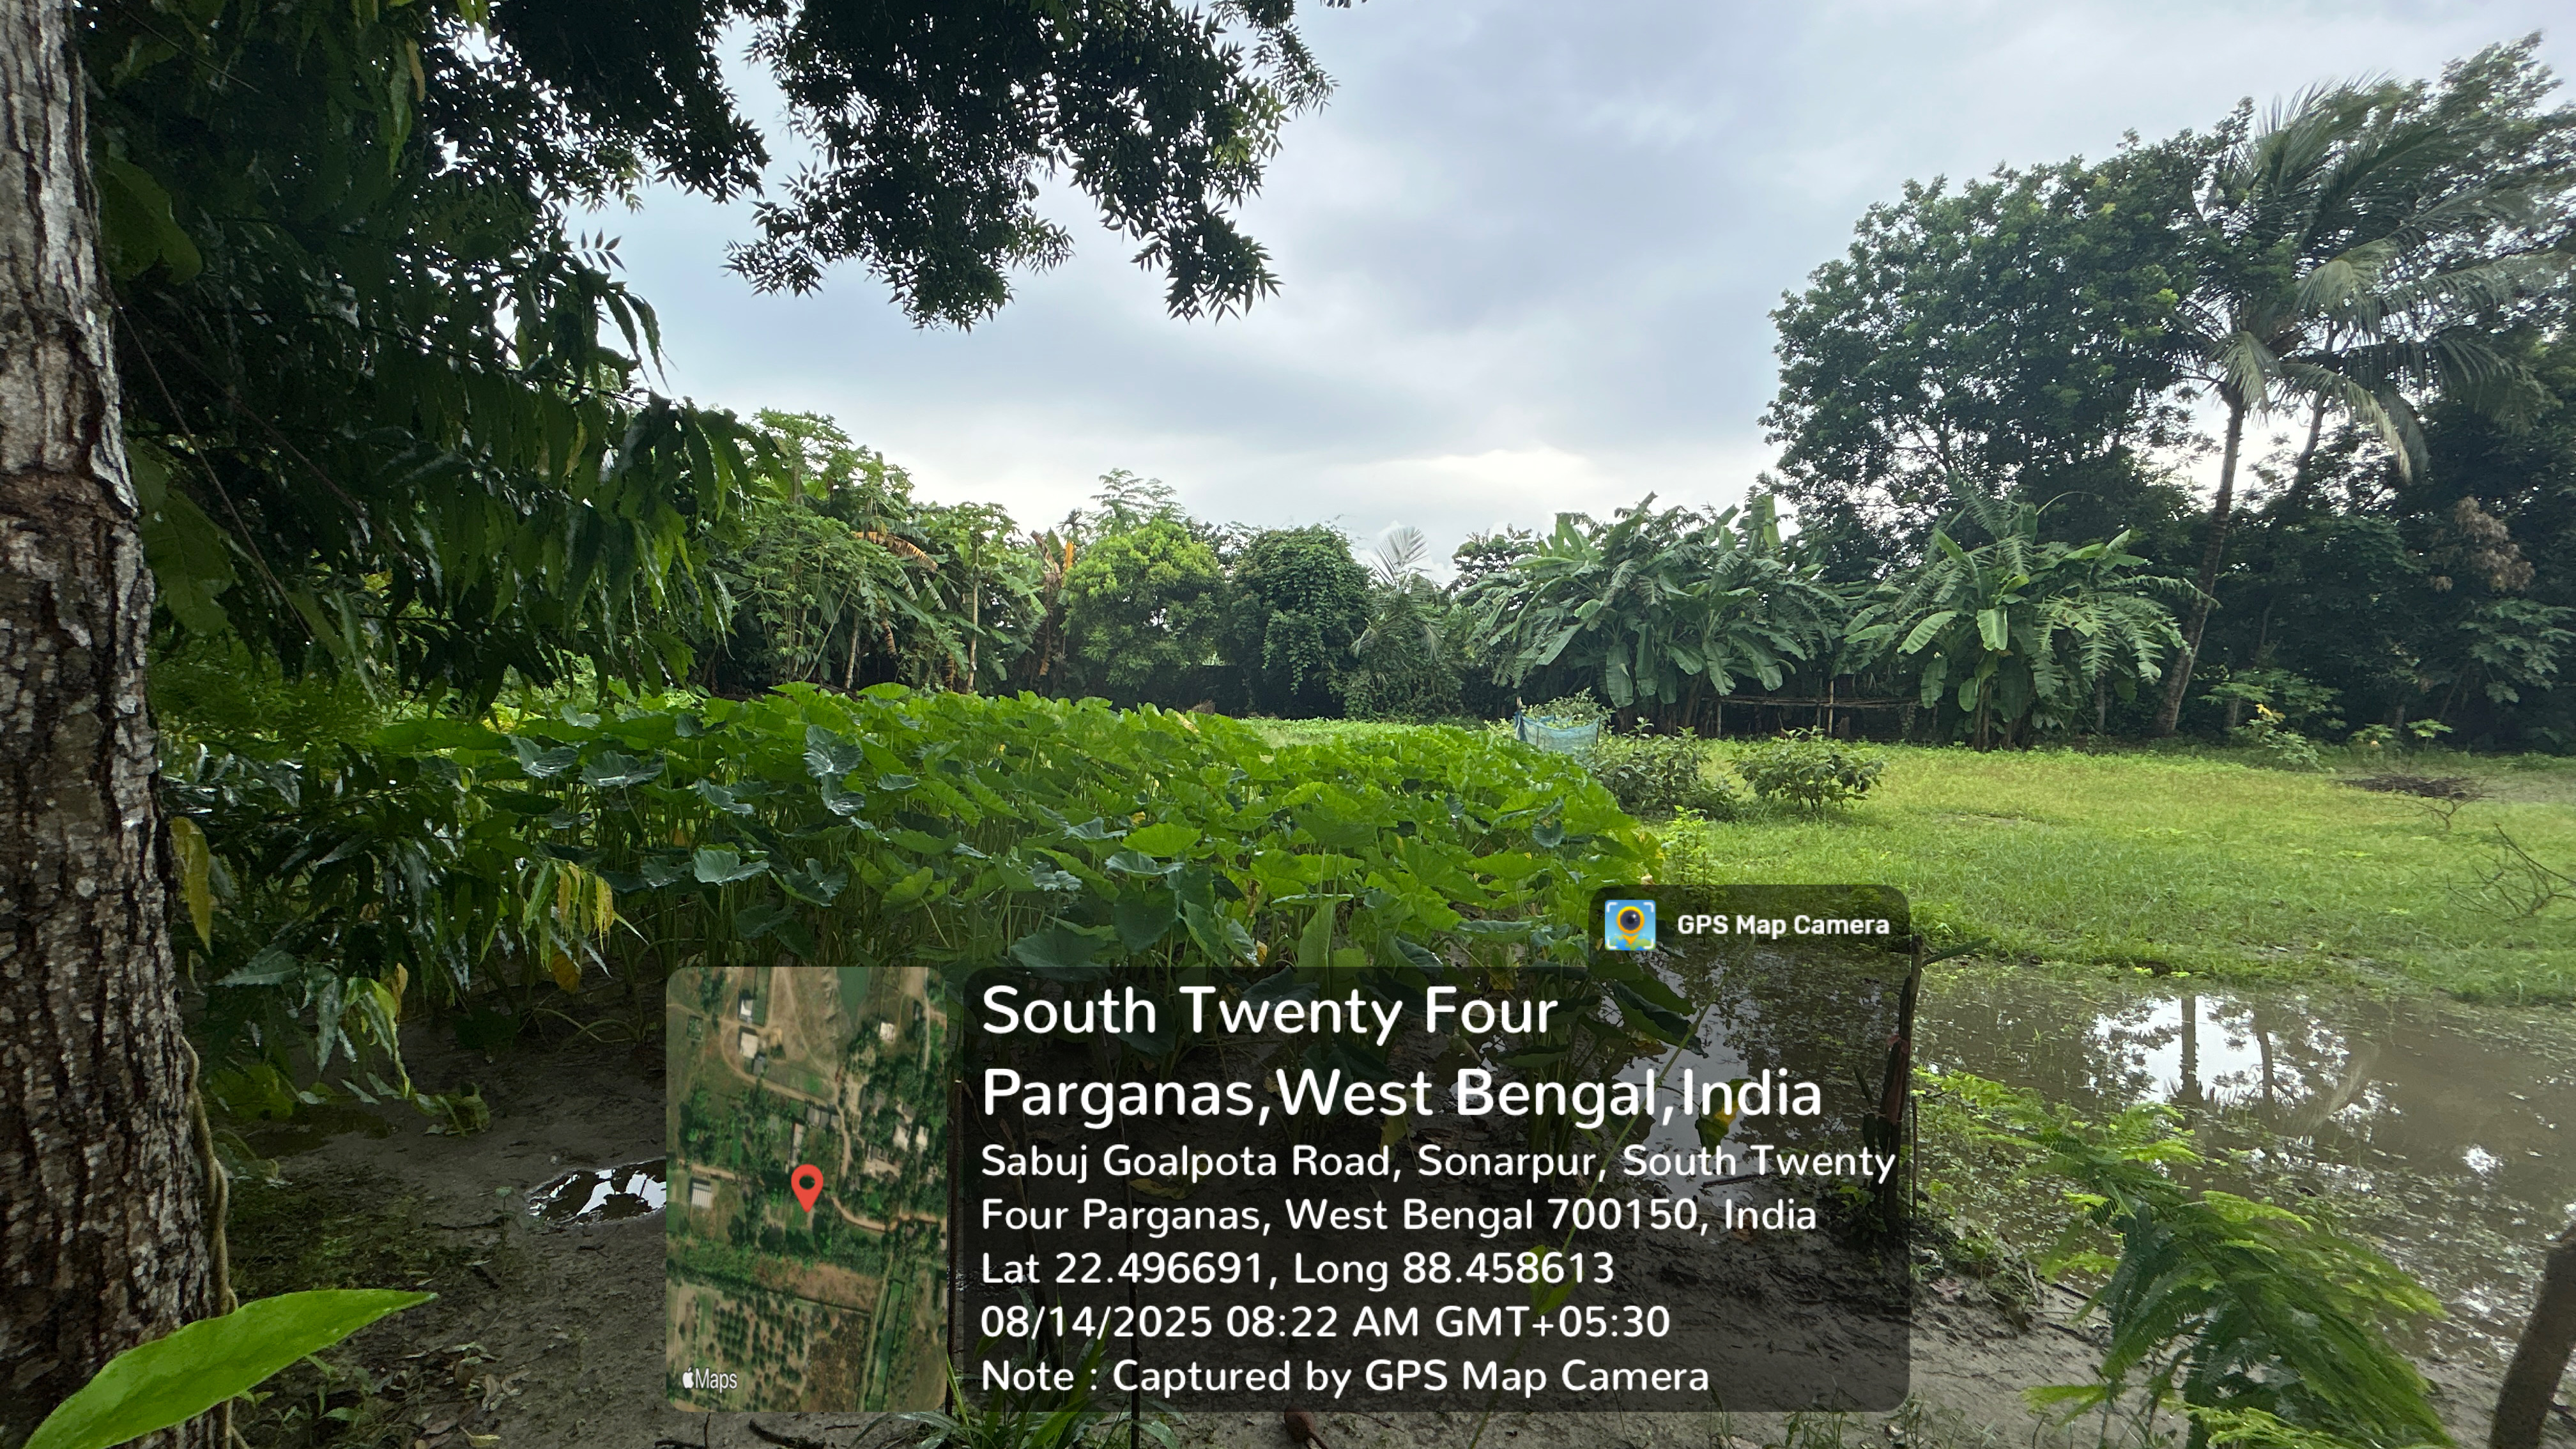 GPS Map Camera
South Twenty Four
Parganas,West Bengal,India
Sabuj Goalpota Road, Sonarpur, South Twenty
Four Parganas, West Bengal 700150, India
Lat 22.496691, Long 88.458613
08/14/2025 08:22 AM GMT+05:30
Note : Captured by GPS Map Camera
Maps